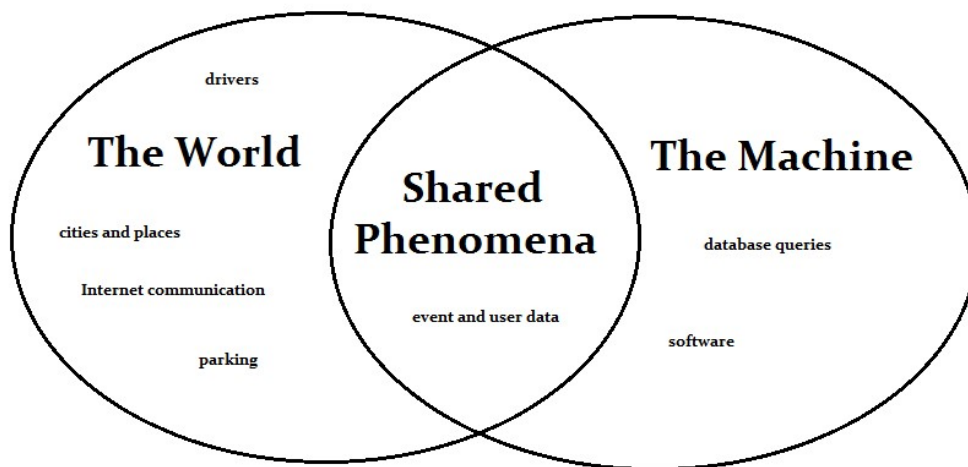 drivers
The World
cities and places
Internet communication
parking
Shared
Phenomena
event and user data
The Machine
database queries
software